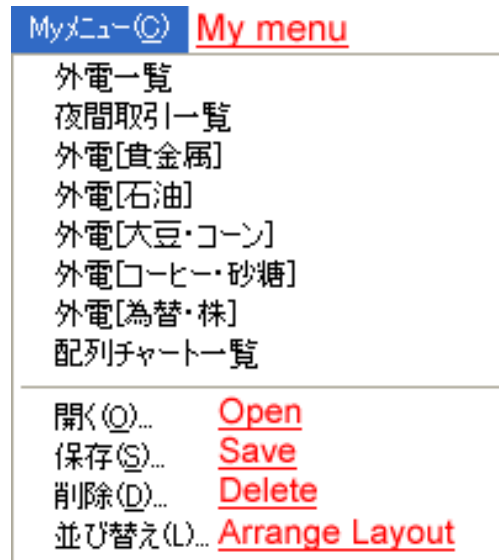 Myﾒﾆｭｰ(C) My menu
外電一覧
夜間取引一覧
外電[貴金属]
外電[石油]
外電[大豆･コーン]
外電[コーヒー･砂糖]
外電[為替･株]
配列チャート一覧
開く(O)... Open
保存(S)... Save
削除(D)... Delete
並び替え(L)... Arrange Layout